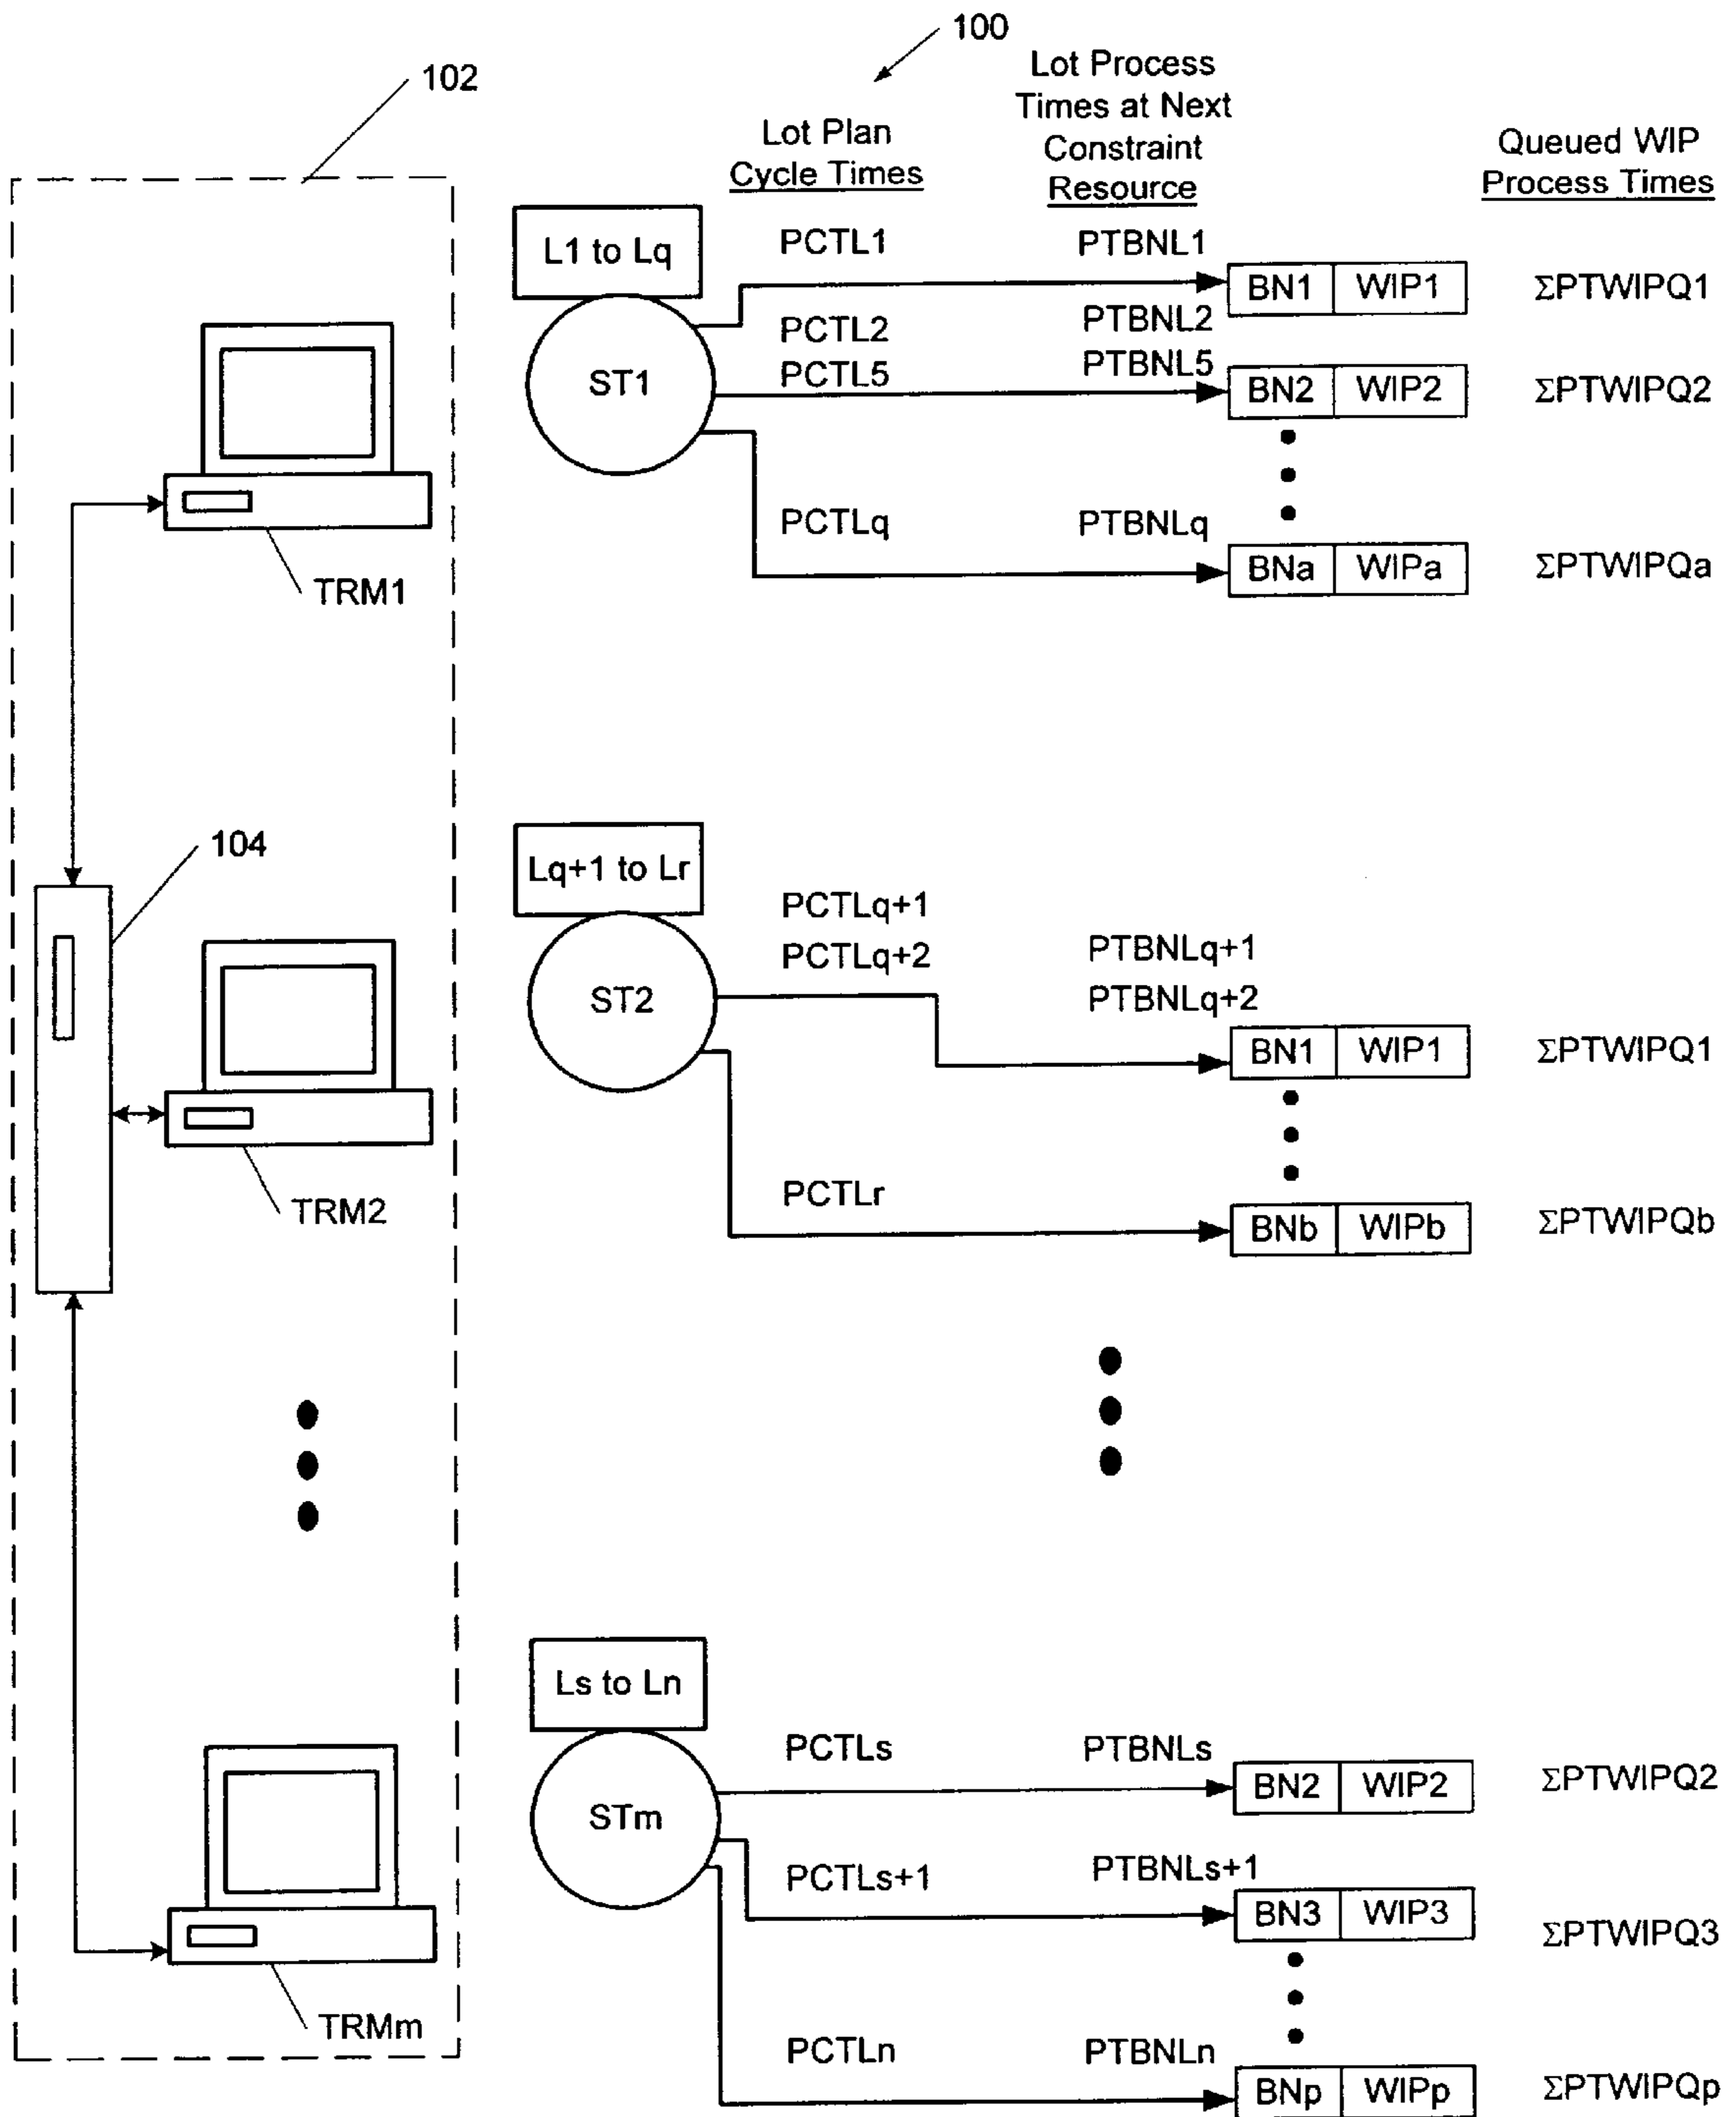 100
102
Lot Plan
Cycle Times
Lot Process
Times at Next
Constraint
Resource
Queued WIP
Process Times
L1 to Lq
ST1
PCTL1
PTBNL1
BN1 WIP1
ΣPTWIPQ1
PCTL2
PTBNL2
PCTL5
PTBNL5
BN2 WIP2
ΣPTWIPQ2
PCTLq
PTBNLq
BNa WIPa
ΣPTWIPQa
TRM1
104
Lq+1 to Lr
ST2
PCTLq+1
PCTLq+2
PTBNLq+1
PTBNLq+2
BN1 WIP1
ΣPTWIPQ1
TRM2
PCTLr
BNb WIPb
ΣPTWIPQb
Ls to Ln
STm
PCTLs
PTBNLs
BN2 WIP2
ΣPTWIPQ2
PCTLs+1
PTBNLs+1
BN3 WIP3
ΣPTWIPQ3
TRMm
PCTLn
PTBNLn
BNp WIPp
ΣPTWIPQp